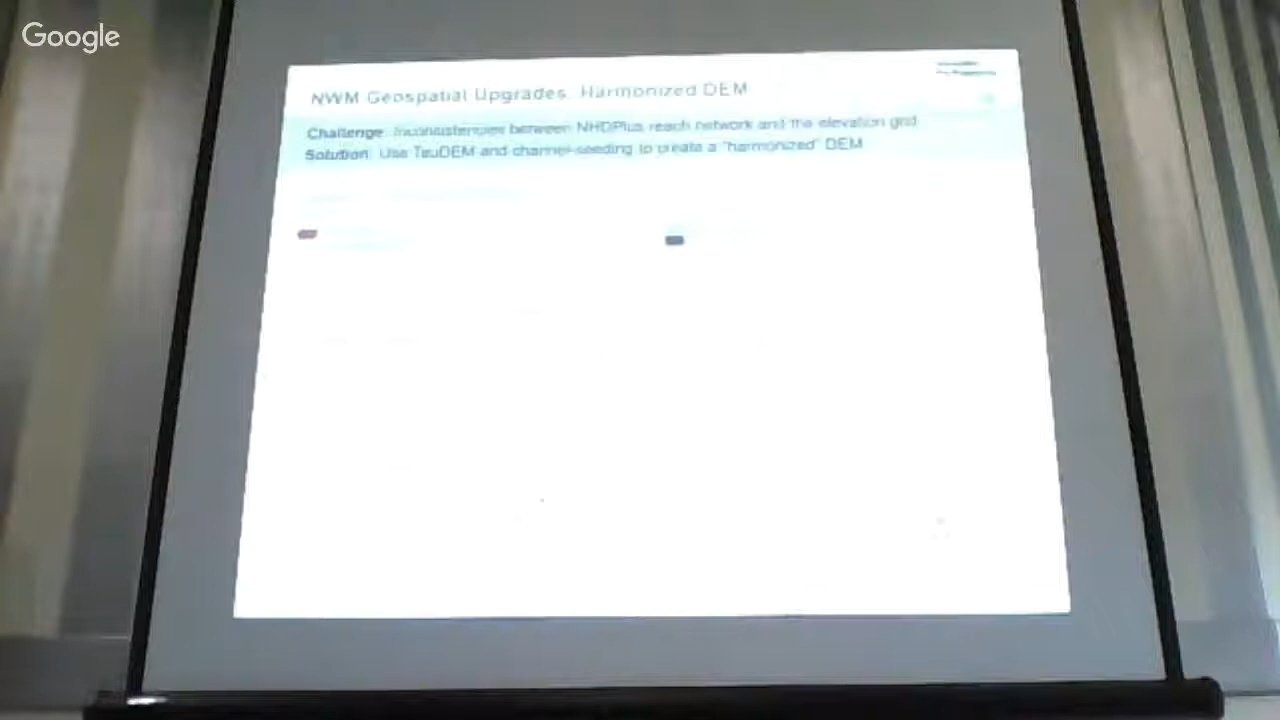 Google
NWM Geospatial Upgrades: Harmonized DEM
Challenge: Inconsistencies between NHDPlus reach network and the elevation grid
Solution: Use TauDEM and channel-seeding to create a "harmonized" DEM